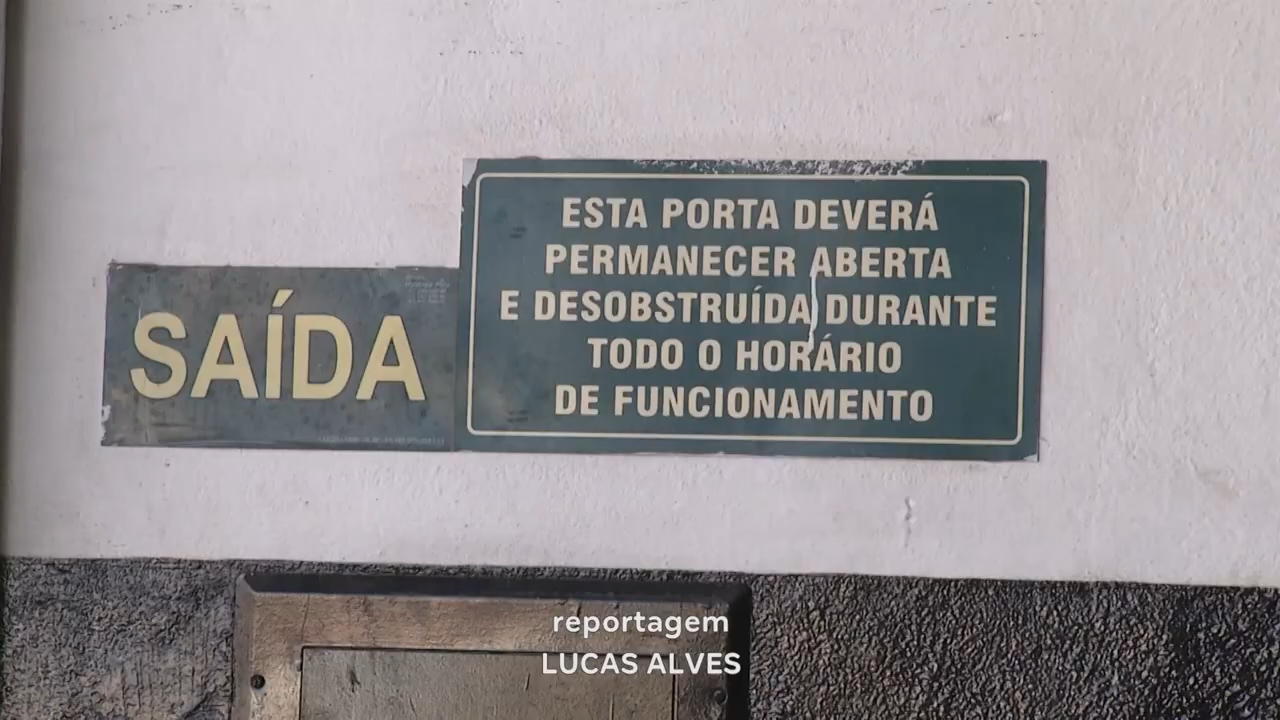 SAÍDA
ESTA PORTA DEVERÁ
PERMANECER ABERTA
E DESOBSTRUÍDA DURANTE
TODO O HORÁRIO
DE FUNCIONAMENTO
reportagem
LUCAS ALVES